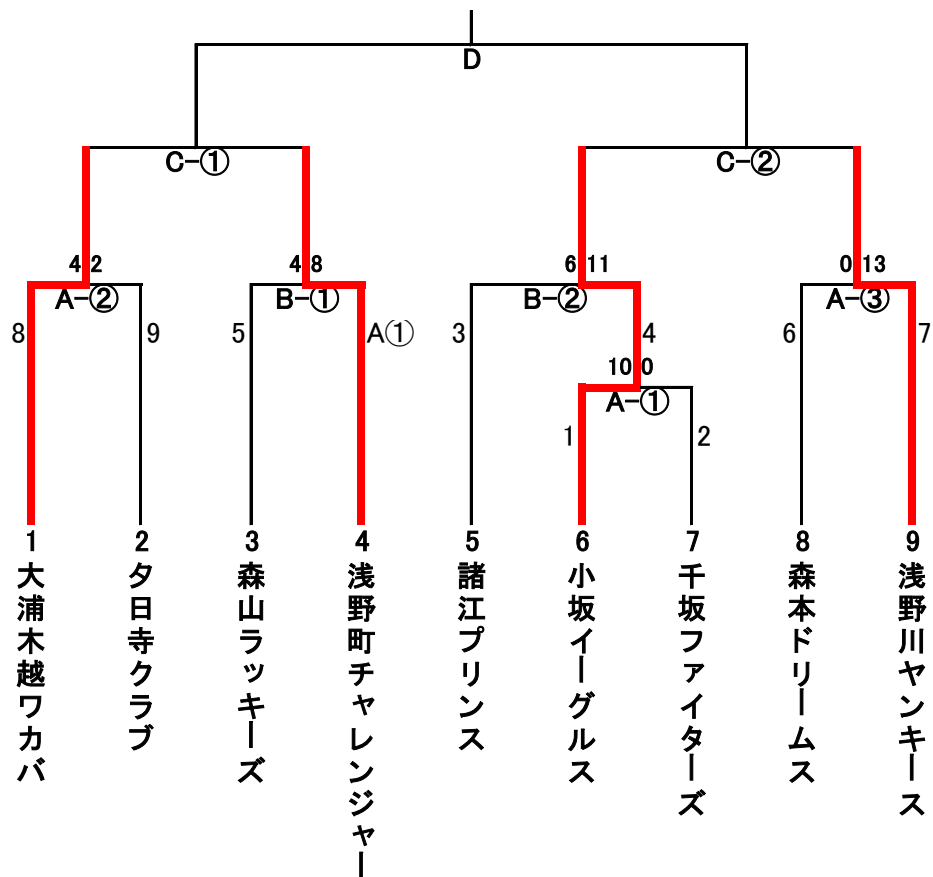 D
C-①
C-②
4 2
4 8
6 11
0 13
A-②
B-①
B-②
A-③
8
9
5
A①
3
4
6
7
10 0
A-①
1
2
1
2
3
4
5
6
7
8
9
大浦木越ワカバ
夕日寺クラブ
森山ラッキーズ
浅野町チャレンジャー
諸江プリンス
小坂イーグルス
千坂ファイターズ
森本ドリームス
浅野川ヤンキース